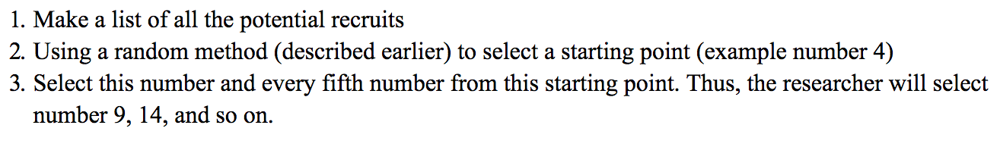 1. Make a list of all the potential recruits
2. Using a random method (described earlier) to select a starting point (example number 4)
3. Select this number and every fifth number from this starting point. Thus, the researcher will select
number 9, 14, and so on.